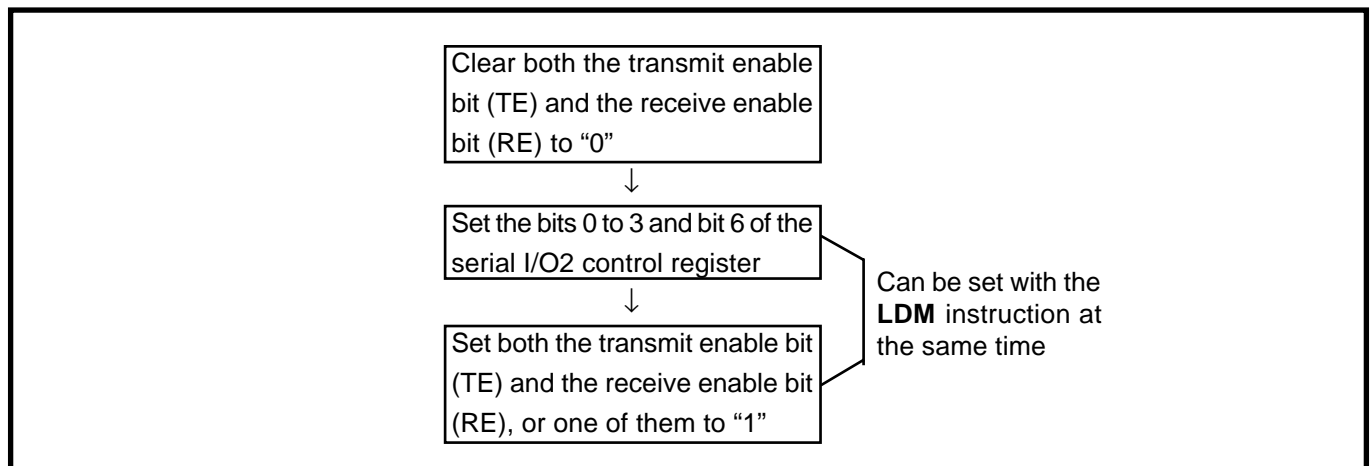 Clear both the transmit enable
bit (TE) and the receive enable
bit (RE) to “0”
↓
Set the bits 0 to 3 and bit 6 of the
serial I/O2 control register
↓
Set both the transmit enable bit
(TE) and the receive enable bit
(RE), or one of them to “1”
Can be set with the
LDM instruction at
the same time